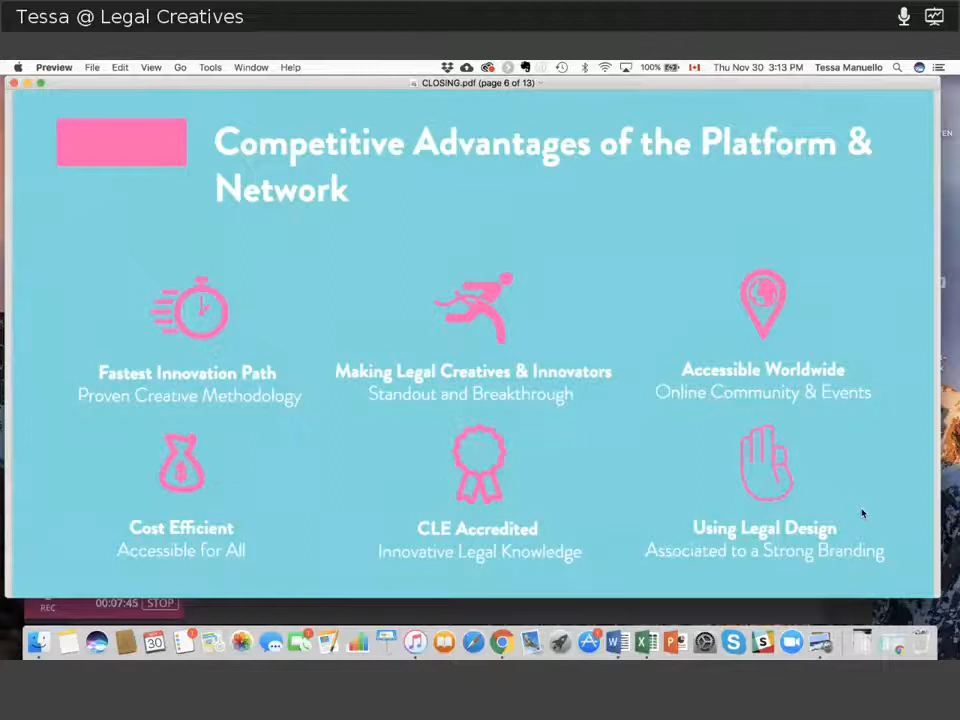 Tessa @ Legal Creatives
Preview File Edit View Go Tools Window Help 100% Thu Nov 30 3:13 PM Tessa Manuello
CLOSING.pdf (page 6 of 13)
Competitive Advantages of the Platform &
Network
Fastest Innovation Path
Proven Creative Methodology
Making Legal Creatives & Innovators
Standout and Breakthrough
Accessible Worldwide
Online Community & Events
Cost Efficient
Accessible for All
CLE Accredited
Innovative Legal Knowledge
Using Legal Design
Associated to a Strong Branding
REC 00:07:45 STOP
30